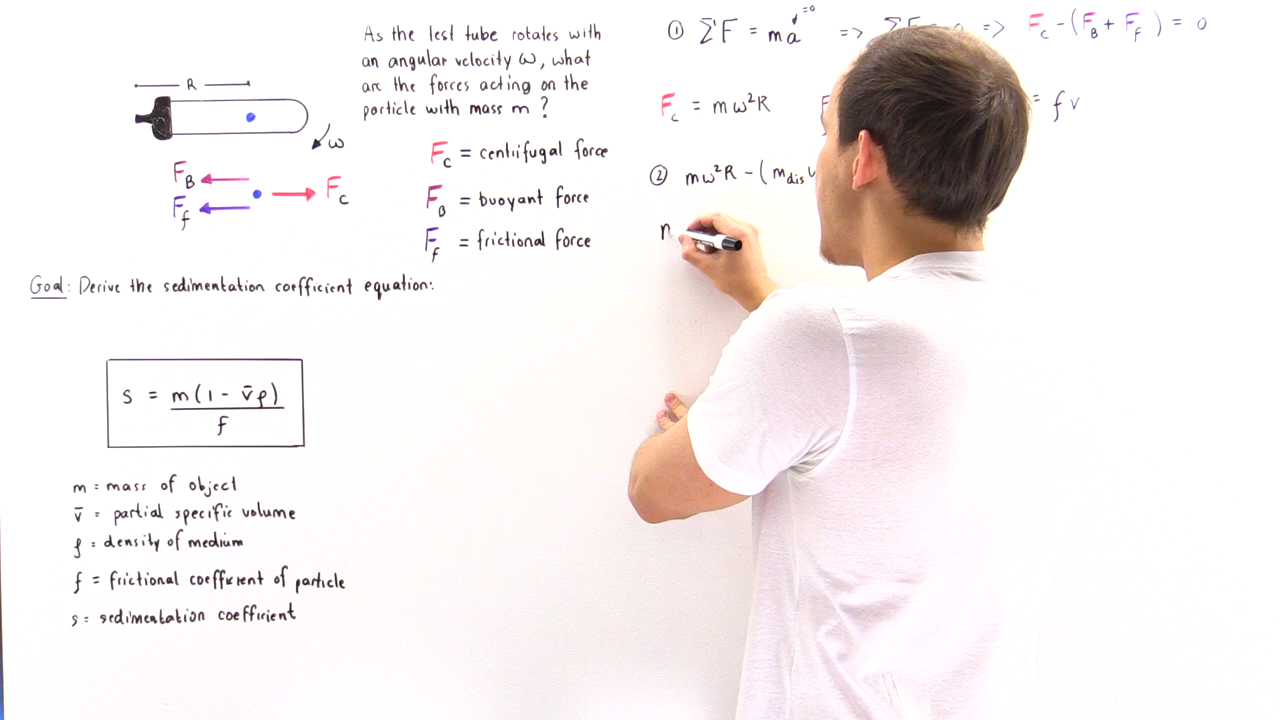 As the test tube rotates with
an angular velocity ω, what
are the forces acting on the
particle with mass m?
R
ω
F_B
F_f
F_c
F_c = centrifugal force
F_B = buoyant force
F_f = frictional force
Goal: Derive the sedimentation coefficient equation:
s = m(1 - v̄ρ) / f
m = mass of object
v̄ = partial specific volume
ρ = density of medium
f = frictional coefficient of particle
s = sedimentation coefficient
① ΣF = ma =0 => => F_c - (F_B + F_f) = 0
F_c = mω²R = fv
② mω²R - (m_dis